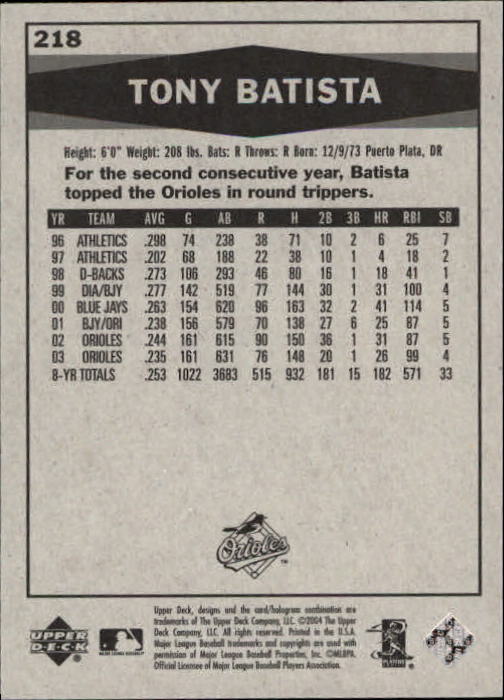 218
TONY BATISTA
Height: 6'0" Weight: 208 lbs. Bats: R Throws: R Born: 12/9/73 Puerto Plata, DR
For the second consecutive year, Batista
topped the Orioles in round trippers.
YR TEAM AVG G AB R H 2B 3B HR RBI SB
96 ATHLETICS .298 74 238 38 71 10 2 6 25 7
97 ATHLETICS .202 68 188 22 38 10 1 4 18 2
98 D-BACKS .273 106 293 46 80 16 1 18 41 1
99 DIA/BJY .277 142 519 77 144 30 1 31 100 4
00 BLUE JAYS .263 154 620 96 163 32 2 41 114 5
01 BJY/ORI .238 156 579 70 138 27 6 25 87 5
02 ORIOLES .244 161 615 90 150 36 1 31 87 5
03 ORIOLES .235 161 631 76 148 20 1 26 99 4
8-YR TOTALS .253 1022 3683 515 932 181 15 182 571 33
Orioles
Upper Deck, designs and the card/hologram combination are
trademarks of The Upper Deck Company, LLC. ©2004 The Upper
Deck Company, LLC. All rights reserved. Printed in the U.S.A.
Major League Baseball trademarks and copyrights are used with
permission of Major League Baseball Properties, Inc. ©MLBPA.
Official Licensee of Major League Baseball Players Association.
UPPER
DECK